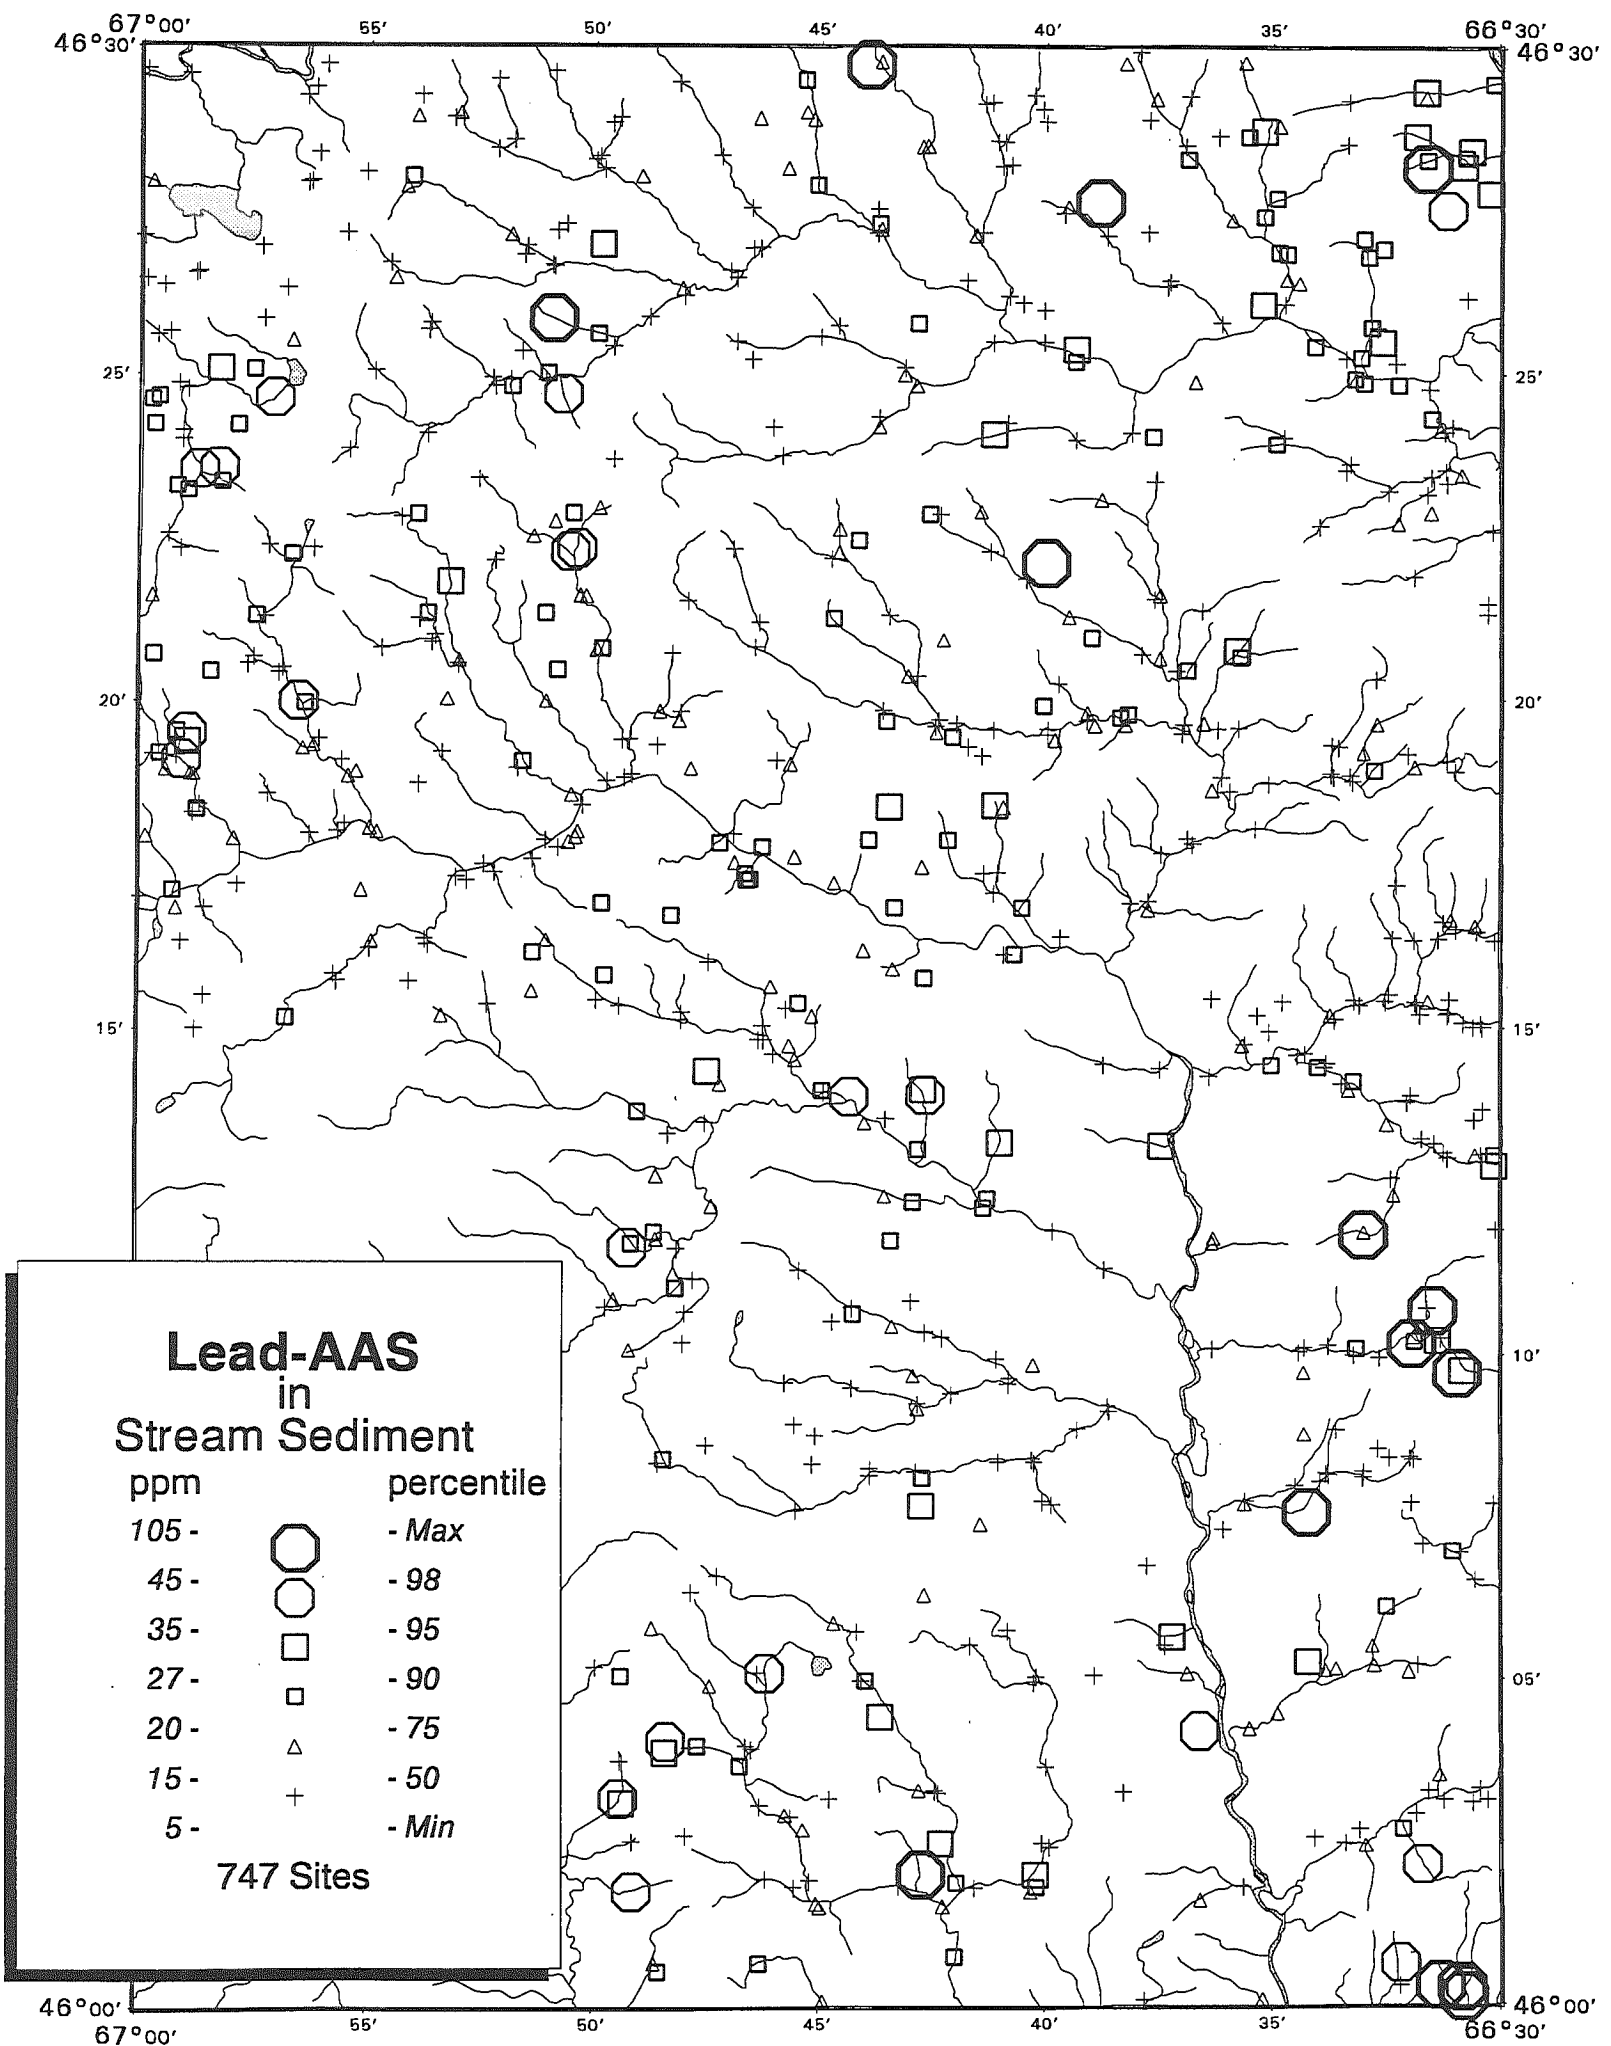 67°00' 55' 50' 45' 40' 35' 66°30'
46°30' 46°30'
25' 25'
20' 20'
15' 15'
10'
05'
Lead-AAS
in
Stream Sediment
ppm percentile
105 - - Max
45 - - 98
35 - - 95
27 - - 90
20 - - 75
15 - - 50
5 - - Min
747 Sites
46°00' 46°00'
67°00' 55' 50' 45' 40' 35' 66°30'